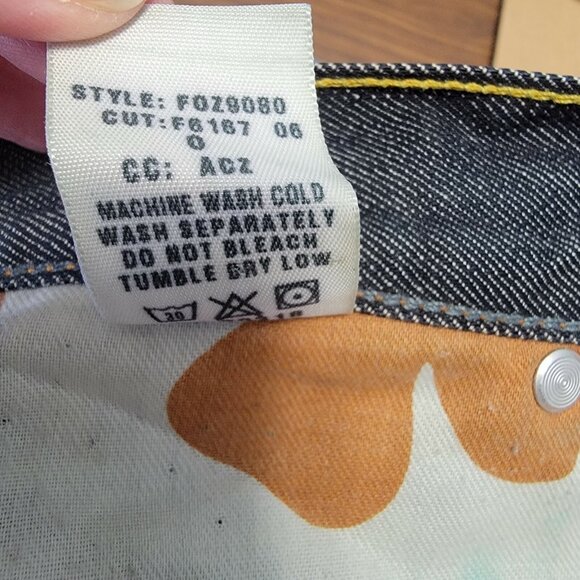 STYLE: FOZ9080
CUT:F6167 06
0
CC: ACZ
MACHINE WASH COLD
WASH SEPARATELY
DO NOT BLEACH
TUMBLE DRY LOW
30